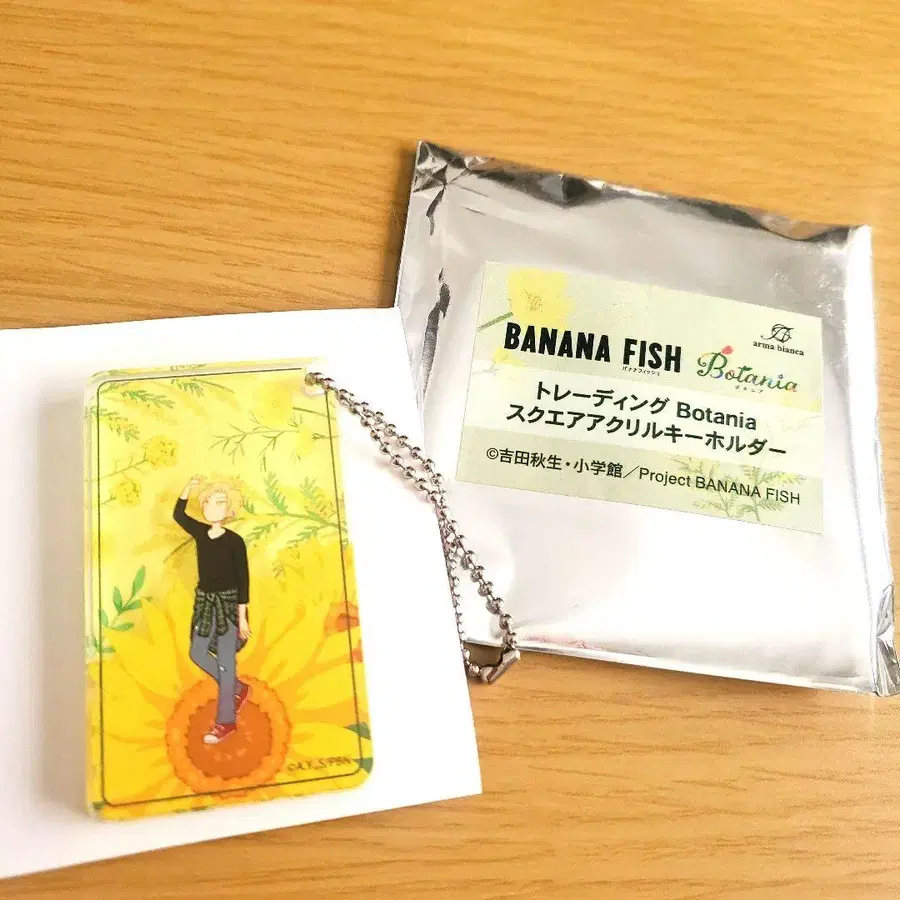 BANANA FISH
バナナフィッシュ
arma bianca
Botania
ボタニア
トレーディング Botania
スクエアアクリルキーホルダー
©吉田秋生・小学館／Project BANANA FISH